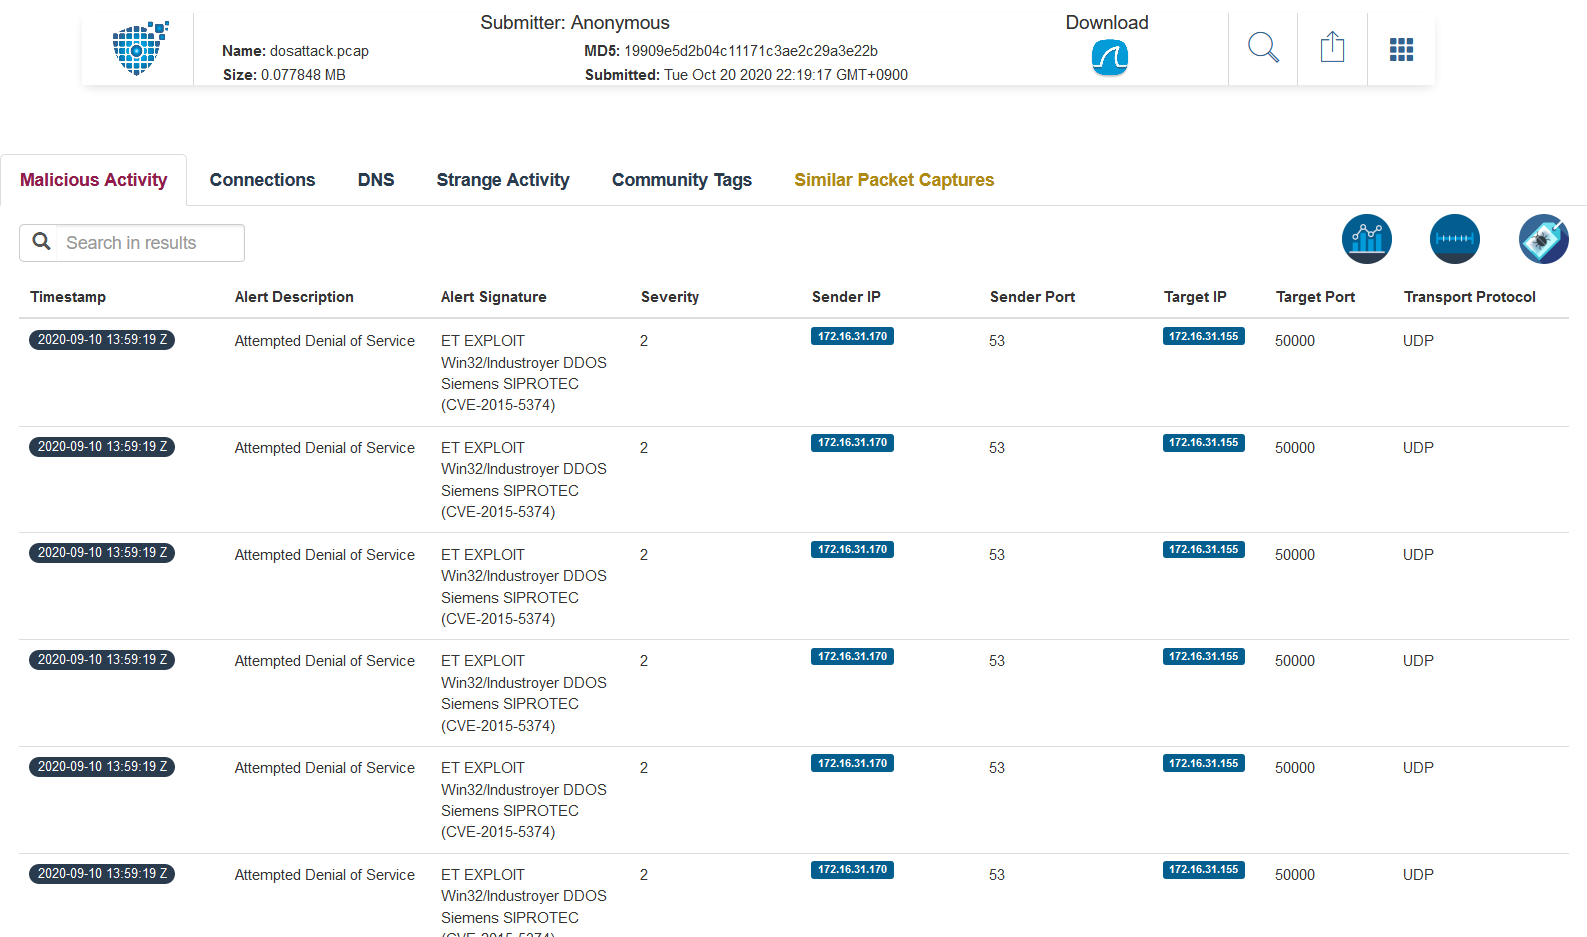 Submitter: Anonymous
Download
Name: dosattack.pcap
MD5: 19909e5d2b04c11171c3ae2c29a3e22b
Size: 0.077848 MB
Submitted: Tue Oct 20 2020 22:19:17 GMT+0900
Malicious Activity Connections DNS Strange Activity Community Tags Similar Packet Captures
Search in results
Timestamp Alert Description Alert Signature Severity Sender IP Sender Port Target IP Target Port Transport Protocol
2020-09-10 13:59:19 Z Attempted Denial of Service ET EXPLOIT 2 172.16.31.170 53 172.16.31.155 50000 UDP
Win32/Industroyer DDOS
Siemens SIPROTEC
(CVE-2015-5374)
2020-09-10 13:59:19 Z Attempted Denial of Service ET EXPLOIT 2 172.16.31.170 53 172.16.31.155 50000 UDP
Win32/Industroyer DDOS
Siemens SIPROTEC
(CVE-2015-5374)
2020-09-10 13:59:19 Z Attempted Denial of Service ET EXPLOIT 2 172.16.31.170 53 172.16.31.155 50000 UDP
Win32/Industroyer DDOS
Siemens SIPROTEC
(CVE-2015-5374)
2020-09-10 13:59:19 Z Attempted Denial of Service ET EXPLOIT 2 172.16.31.170 53 172.16.31.155 50000 UDP
Win32/Industroyer DDOS
Siemens SIPROTEC
(CVE-2015-5374)
2020-09-10 13:59:19 Z Attempted Denial of Service ET EXPLOIT 2 172.16.31.170 53 172.16.31.155 50000 UDP
Win32/Industroyer DDOS
Siemens SIPROTEC
(CVE-2015-5374)
2020-09-10 13:59:19 Z Attempted Denial of Service ET EXPLOIT 2 172.16.31.170 53 172.16.31.155 50000 UDP
Win32/Industroyer DDOS
Siemens SIPROTEC
(CVE-2015-5374)